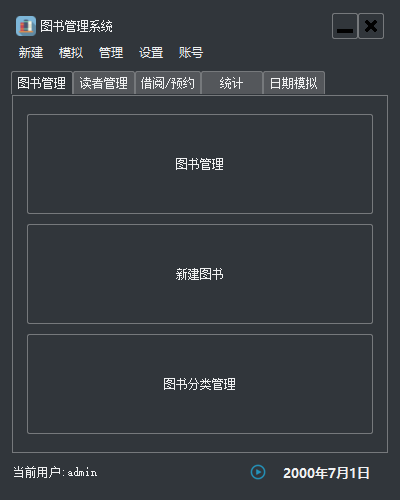 图书管理系统
新建 模拟 管理 设置 账号
图书管理 读者管理 借阅/预约 统计 日期模拟
图书管理
新建图书
图书分类管理
当前用户:admin 2000年7月1日